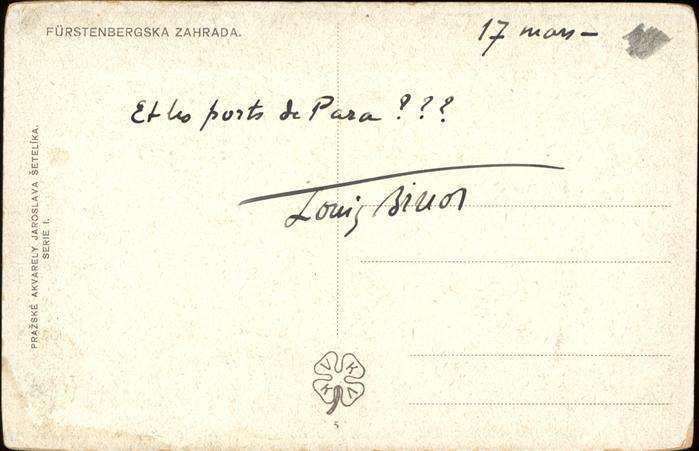 FÜRSTENBERGSKA ZAHRADA.
17 mars –
Et les ports de Para ???
Louis
PRAŽSKÉ AKVARELY JAROSLAVA ŠETELÍKA.
SERIE I.
V K
K V
5